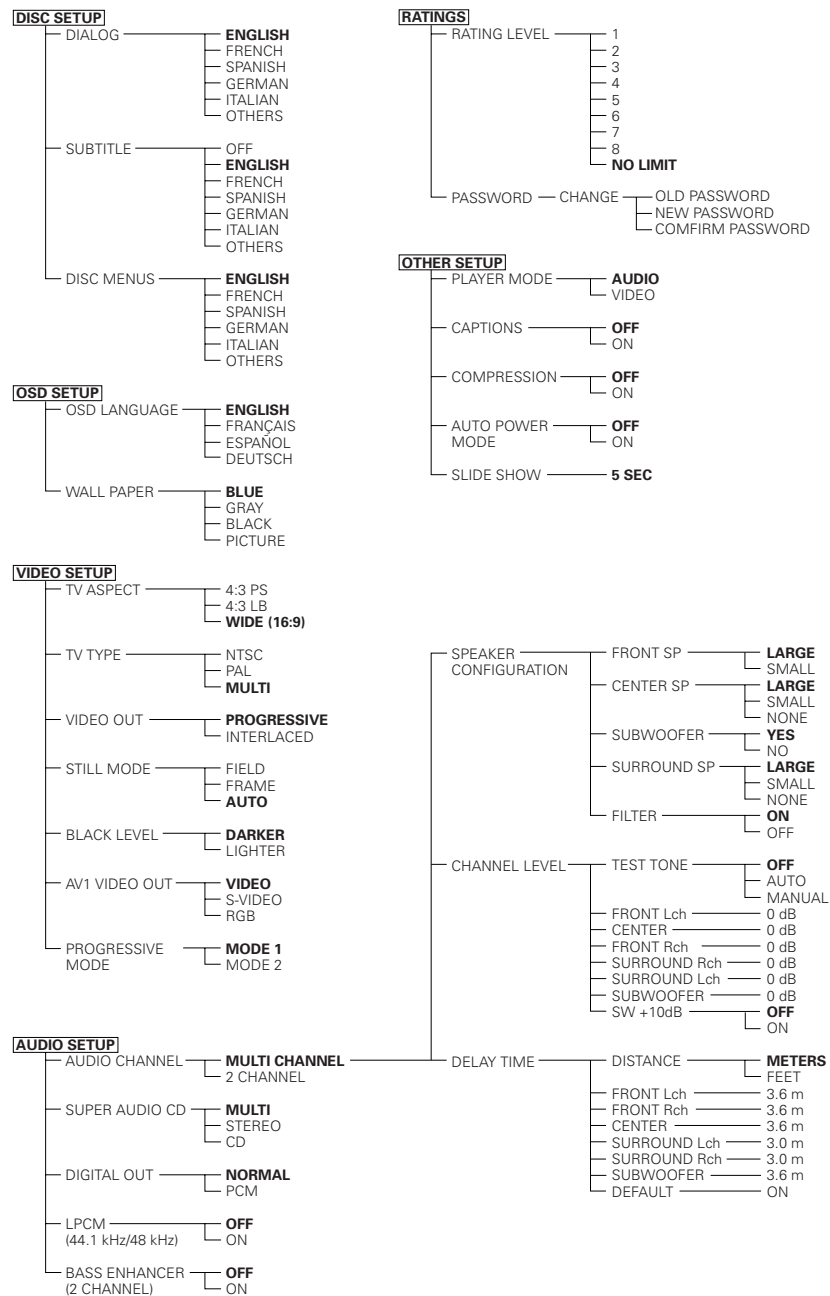 DISC SETUP
DIALOG
ENGLISH
FRENCH
SPANISH
GERMAN
ITALIAN
OTHERS
SUBTITLE
OFF
ENGLISH
FRENCH
SPANISH
GERMAN
ITALIAN
OTHERS
DISC MENUS
ENGLISH
FRENCH
SPANISH
GERMAN
ITALIAN
OTHERS
OSD SETUP
OSD LANGUAGE
ENGLISH
FRANÇAIS
ESPAÑOL
DEUTSCH
WALL PAPER
BLUE
GRAY
BLACK
PICTURE
RATINGS
RATING LEVEL
1
2
3
4
5
6
7
8
NO LIMIT
PASSWORD
CHANGE
OLD PASSWORD
NEW PASSWORD
COMFIRM PASSWORD
OTHER SETUP
PLAYER MODE
AUDIO
VIDEO
CAPTIONS
OFF
ON
COMPRESSION
OFF
ON
AUTO POWER
MODE
OFF
ON
SLIDE SHOW
5 SEC
VIDEO SETUP
TV ASPECT
4:3 PS
4:3 LB
WIDE (16:9)
TV TYPE
NTSC
PAL
MULTI
VIDEO OUT
PROGRESSIVE
INTERLACED
STILL MODE
FIELD
FRAME
AUTO
BLACK LEVEL
DARKER
LIGHTER
AV1 VIDEO OUT
VIDEO
S-VIDEO
RGB
PROGRESSIVE
MODE
MODE 1
MODE 2
AUDIO SETUP
AUDIO CHANNEL
MULTI CHANNEL
2 CHANNEL
SUPER AUDIO CD
MULTI
STEREO
CD
DIGITAL OUT
NORMAL
PCM
LPCM
(44.1 kHz/48 kHz)
OFF
ON
BASS ENHANCER
(2 CHANNEL)
OFF
ON
SPEAKER
CONFIGURATION
FRONT SP
LARGE
SMALL
CENTER SP
LARGE
SMALL
NONE
SUBWOOFER
YES
NO
SURROUND SP
LARGE
SMALL
NONE
FILTER
ON
OFF
CHANNEL LEVEL
TEST TONE
OFF
AUTO
MANUAL
FRONT Lch
0 dB
CENTER
0 dB
FRONT Rch
0 dB
SURROUND Rch
0 dB
SURROUND Lch
0 dB
SUBWOOFER
0 dB
SW +10dB
OFF
ON
DELAY TIME
DISTANCE
METERS
FEET
FRONT Lch
3.6 m
FRONT Rch
3.6 m
CENTER
3.6 m
SURROUND Lch
3.0 m
SURROUND Rch
3.0 m
SUBWOOFER
3.6 m
DEFAULT
ON